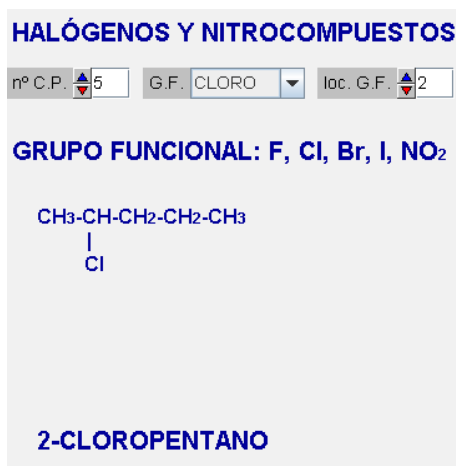 HALÓGENOS Y NITROCOMPUESTOS
nº C.P. 5 G.F. CLORO loc. G.F. 2
GRUPO FUNCIONAL: F, Cl, Br, I, NO2
CH3-CH-CH2-CH2-CH3
|
Cl
2-CLOROPENTANO